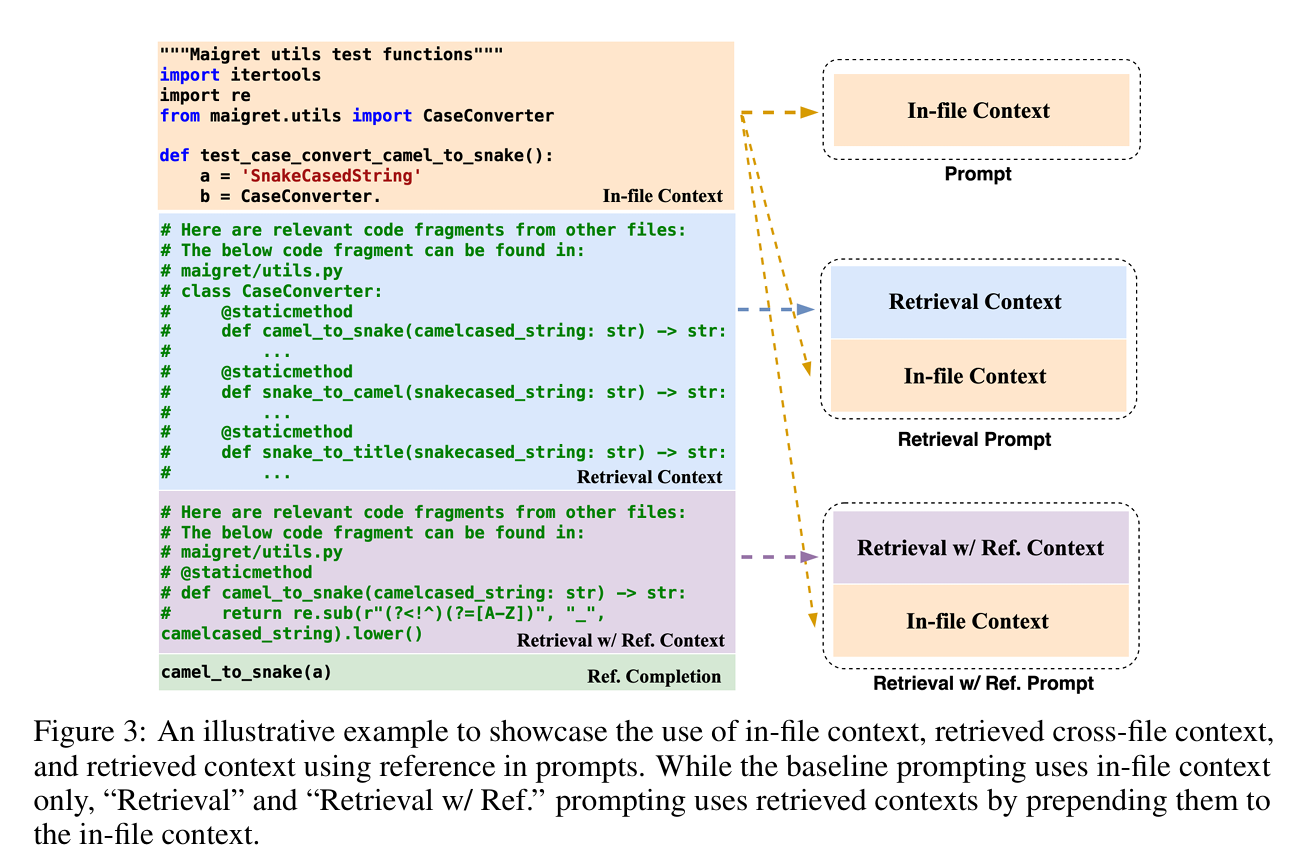 """Maigret utils test functions"""
import itertools
import re
from maigret.utils import CaseConverter
def test_case_convert_camel_to_snake():
    a = 'SnakeCasedString'
    b = CaseConverter.
In-file Context
# Here are relevant code fragments from other files:
# The below code fragment can be found in:
# maigret/utils.py
# class CaseConverter:
#     @staticmethod
#     def camel_to_snake(camelcased_string: str) -> str:
#         ...
#     @staticmethod
#     def snake_to_camel(snakecased_string: str) -> str:
#         ...
#     @staticmethod
#     def snake_to_title(snakecased_string: str) -> str:
#         ...
Retrieval Context
# Here are relevant code fragments from other files:
# The below code fragment can be found in:
# maigret/utils.py
# @staticmethod
# def camel_to_snake(camelcased_string: str) -> str:
#     return re.sub(r"(?<!^)(?=[A-Z])", "_",
camelcased_string).lower()
Retrieval w/ Ref. Context
camel_to_snake(a)
Ref. Completion
In-file Context
Prompt
Retrieval Context
In-file Context
Retrieval Prompt
Retrieval w/ Ref. Context
In-file Context
Retrieval w/ Ref. Prompt
Figure 3: An illustrative example to showcase the use of in-file context, retrieved cross-file context,
and retrieved context using reference in prompts. While the baseline prompting uses in-file context
only, “Retrieval” and “Retrieval w/ Ref.” prompting uses retrieved contexts by prepending them to
the in-file context.